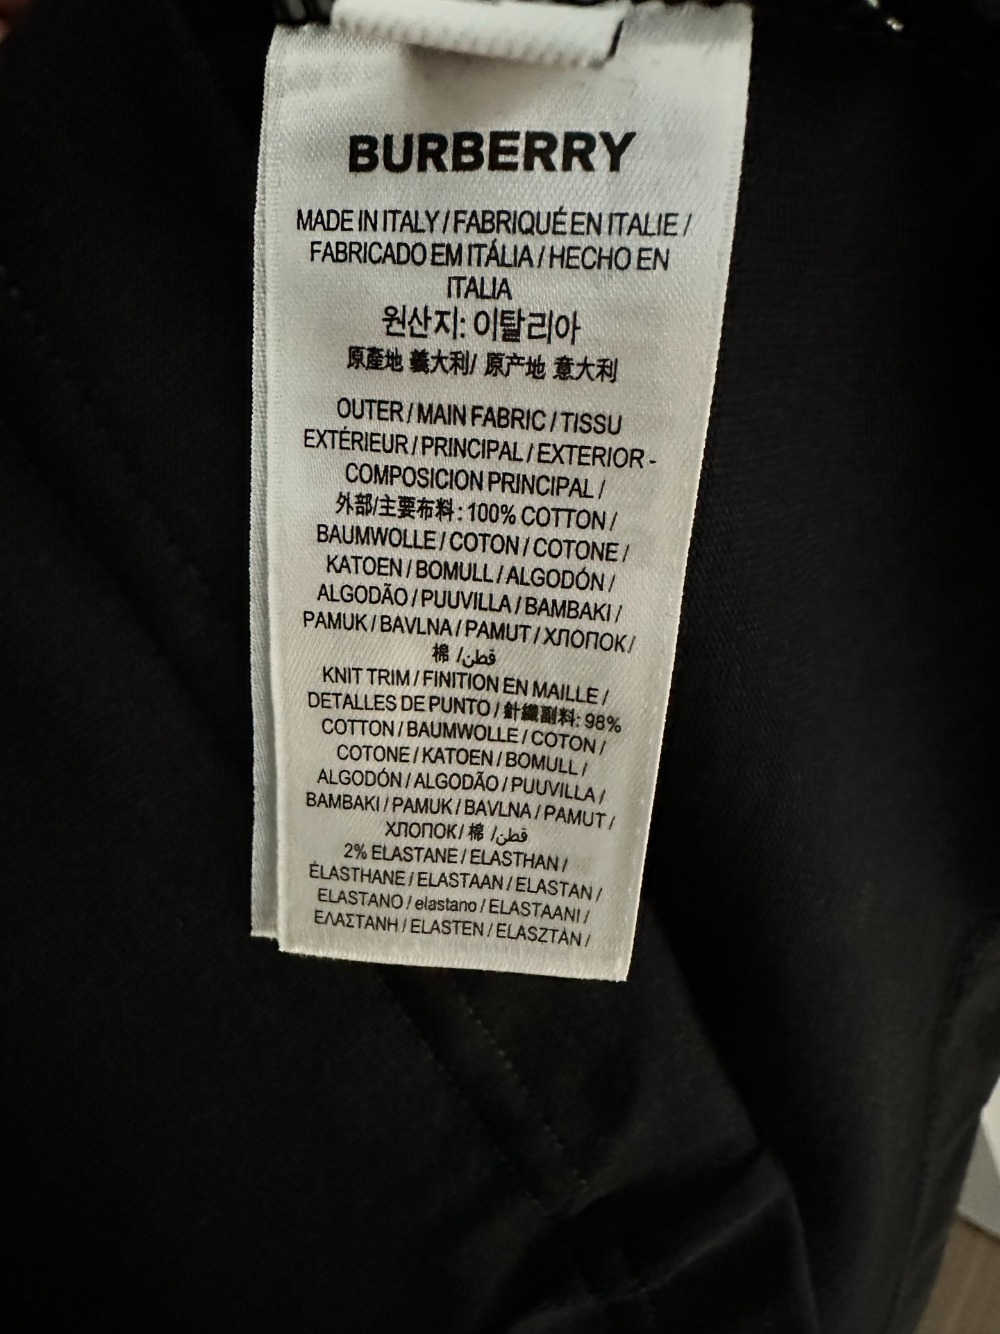 BURBERRY
MADE IN ITALY / FABRIQUÉ EN ITALIE /
FABRICADO EM ITÁLIA / HECHO EN
ITALIA
원산지: 이탈리아
原產地 義大利/ 原产地 意大利
OUTER / MAIN FABRIC / TISSU
EXTÉRIEUR / PRINCIPAL / EXTERIOR -
COMPOSICION PRINCIPAL /
外部/主要布料: 100% COTTON /
BAUMWOLLE / COTON / COTONE /
KATOEN / BOMULL / ALGODÓN /
ALGODÃO / PUUVILLA / BAMBAKI /
PAMUK / BAVLNA / PAMUT / ХЛОПОК /
棉 / قطن
KNIT TRIM / FINITION EN MAILLE /
DETALLES DE PUNTO / 針織副料: 98%
COTTON / BAUMWOLLE / COTON /
COTONE / KATOEN / BOMULL /
ALGODÓN / ALGODÃO / PUUVILLA /
BAMBAKI / PAMUK / BAVLNA / PAMUT /
ХЛОПОК / 棉 / قطن
2% ELASTANE / ELASTHAN /
ÉLASTHANE / ELASTAAN / ELASTAN /
ELASTANO / elastano / ELASTAANI /
ΕΛΑΣΤΑΝΗ / ELASTEN / ELASZTÁN /